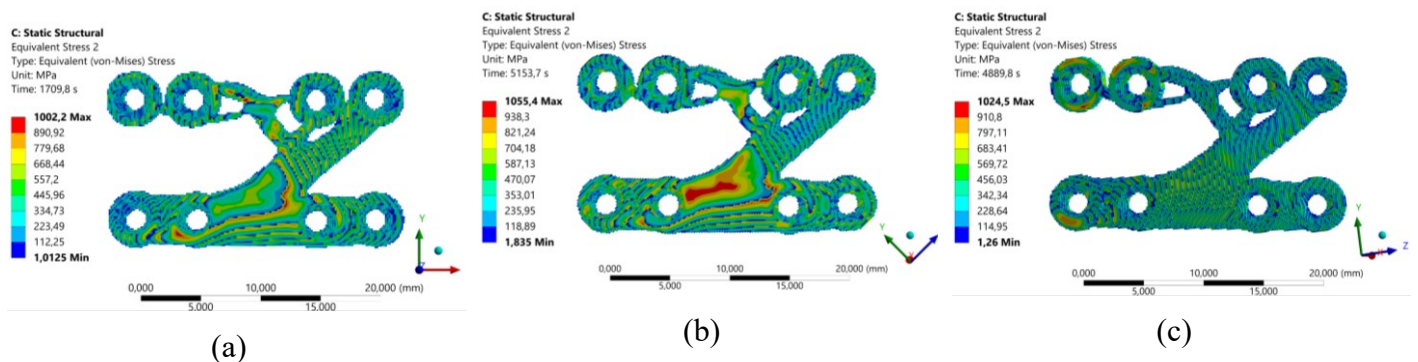 C: Static Structural
Equivalent Stress 2
Type: Equivalent (von-Mises) Stress
Unit: MPa
Time: 1709,8 s
1002,2 Max
890,92
779,68
668,44
557,2
445,96
334,73
223,49
112,25
1,0125 Min
Y
Z
0,000
10,000
20,000 (mm)
5,000
15,000
(a)
C: Static Structural
Equivalent Stress 2
Type: Equivalent (von-Mises) Stress
Unit: MPa
Time: 5153,7 s
1055,4 Max
938,3
821,24
704,18
587,13
470,07
353,01
235,95
118,89
1,835 Min
Y
X
0,000
10,000
20,000 (mm)
5,000
15,000
(b)
C: Static Structural
Equivalent Stress 2
Type: Equivalent (von-Mises) Stress
Unit: MPa
Time: 4889,8 s
1024,5 Max
910,8
797,11
683,41
569,72
456,03
342,34
228,64
114,95
1,26 Min
Y
X
Z
0,000
10,000
20,000 (mm)
5,000
15,000
(c)